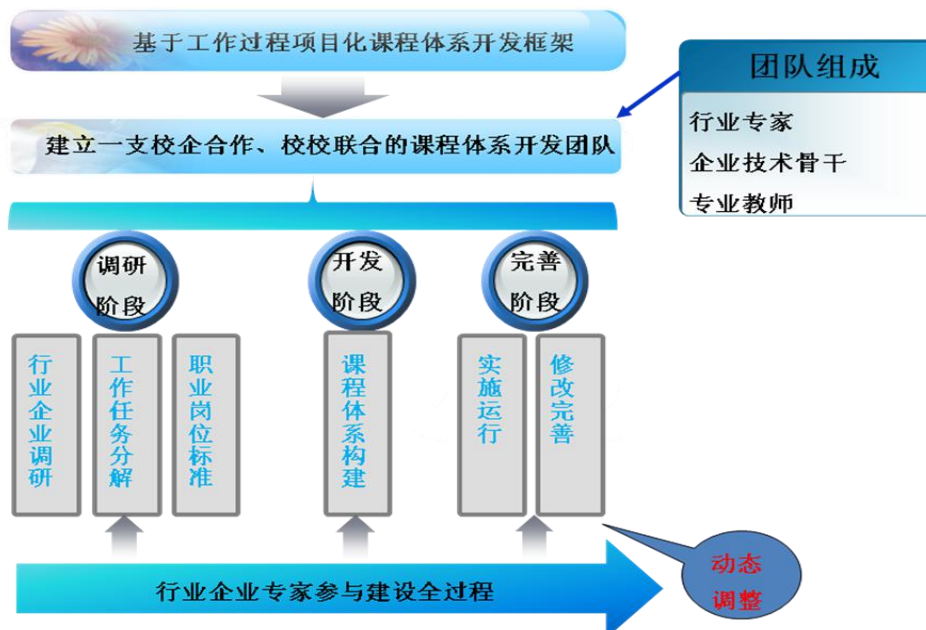 基于工作过程项目化课程体系开发框架
团队组成
建立一支校企合作、校校联合的课程体系开发团队
行业专家
企业技术骨干
专业教师
调研
阶段
开发
阶段
完善
阶段
行业企业调研
工作任务分解
职业岗位标准
课程体系构建
实施运行
修改完善
行业企业专家参与建设全过程
动态
调整